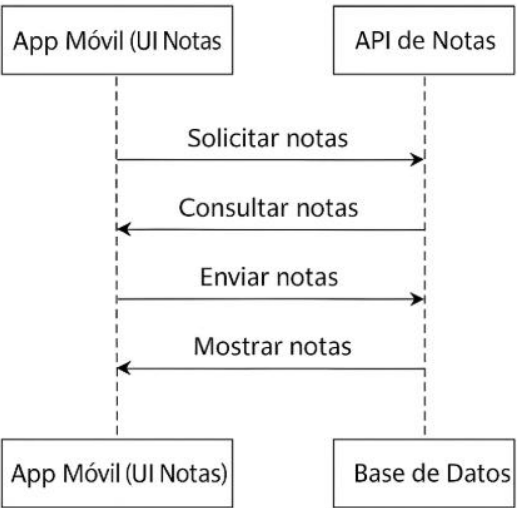 App Móvil (UI Notas
API de Notas
Solicitar notas
Consultar notas
Enviar notas
Mostrar notas
App Móvil (UI Notas)
Base de Datos